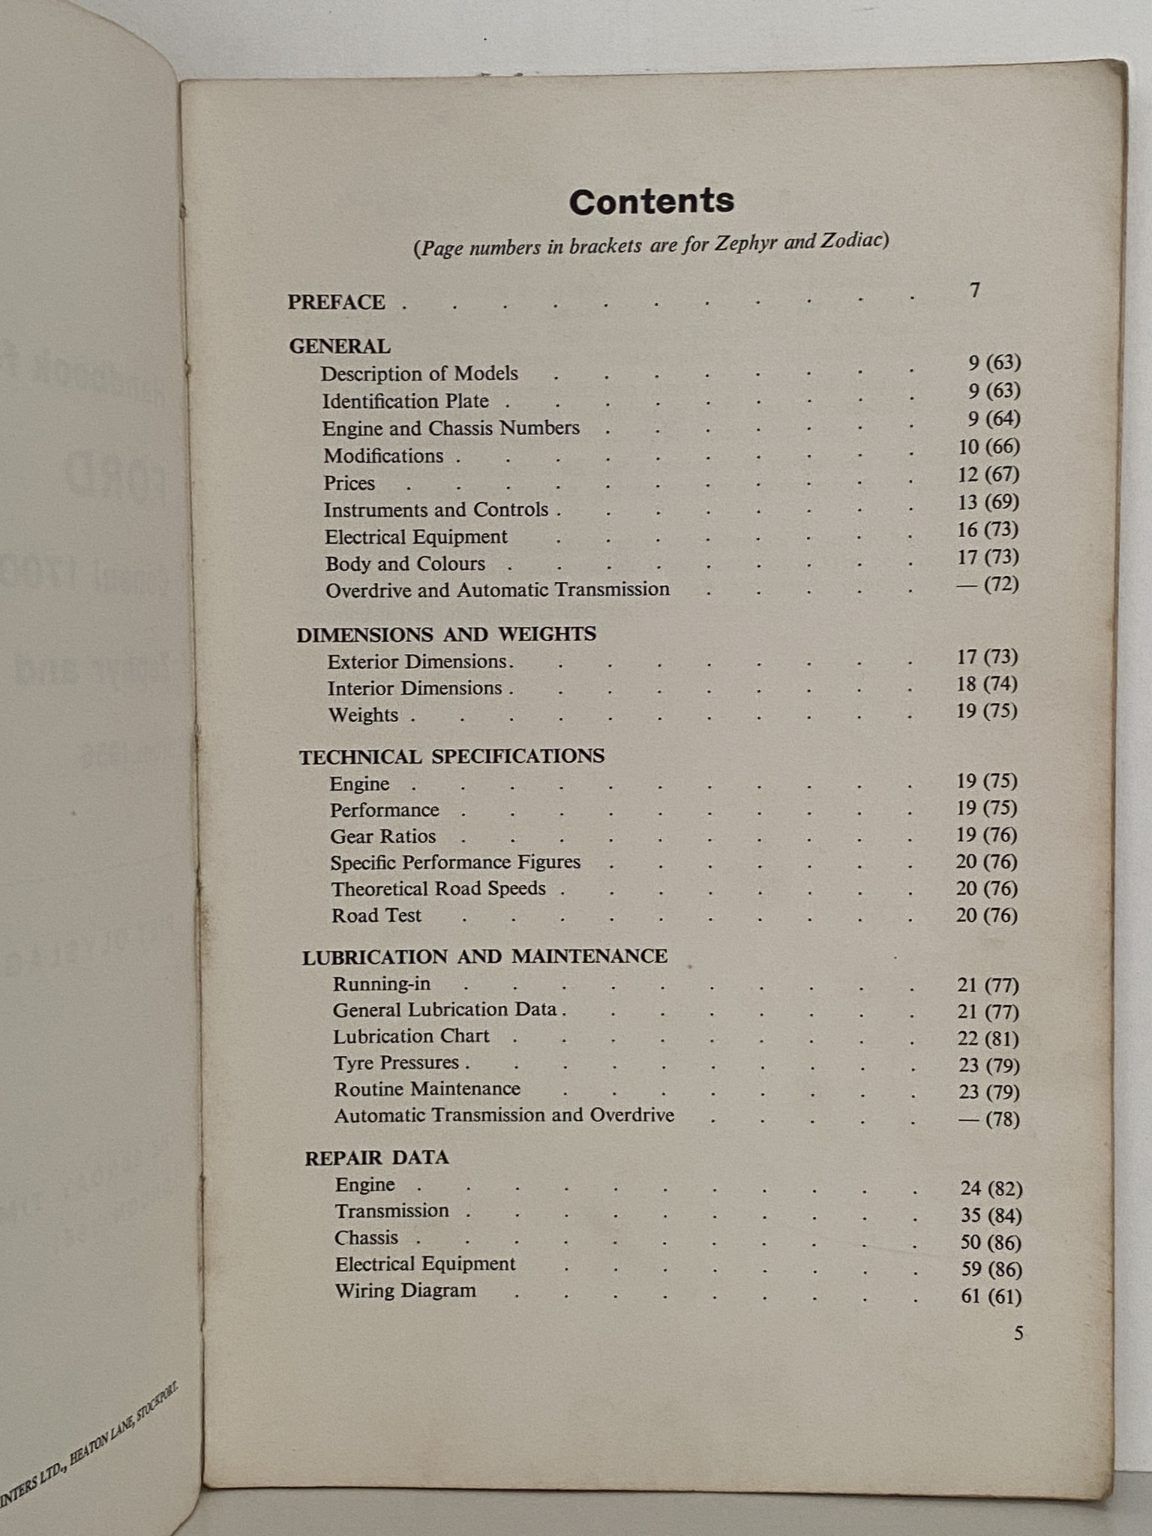 Contents
(Page numbers in brackets are for Zephyr and Zodiac)
PREFACE . . . . . . . . . . . 7
GENERAL
Description of Models . . . . . . . . 9 (63)
Identification Plate . . . . . . . . . 9 (63)
Engine and Chassis Numbers . . . . . . . 9 (64)
Modifications . . . . . . . . . . 10 (66)
Prices . . . . . . . . . . . 12 (67)
Instruments and Controls . . . . . . . . 13 (69)
Electrical Equipment . . . . . . . . 16 (73)
Body and Colours . . . . . . . . . 17 (73)
Overdrive and Automatic Transmission . . . . . — (72)
DIMENSIONS AND WEIGHTS
Exterior Dimensions . . . . . . . . . 17 (73)
Interior Dimensions . . . . . . . . . 18 (74)
Weights . . . . . . . . . . . 19 (75)
TECHNICAL SPECIFICATIONS
Engine . . . . . . . . . . . 19 (75)
Performance . . . . . . . . . . 19 (75)
Gear Ratios . . . . . . . . . . 19 (76)
Specific Performance Figures . . . . . . . 20 (76)
Theoretical Road Speeds . . . . . . . . 20 (76)
Road Test . . . . . . . . . . 20 (76)
LUBRICATION AND MAINTENANCE
Running-in . . . . . . . . . . 21 (77)
General Lubrication Data . . . . . . . . 21 (77)
Lubrication Chart . . . . . . . . . 22 (81)
Tyre Pressures . . . . . . . . . . 23 (79)
Routine Maintenance . . . . . . . . 23 (79)
Automatic Transmission and Overdrive . . . . . — (78)
REPAIR DATA
Engine . . . . . . . . . . . 24 (82)
Transmission . . . . . . . . . . 35 (84)
Chassis . . . . . . . . . . . 50 (86)
Electrical Equipment . . . . . . . . 59 (86)
Wiring Diagram . . . . . . . . . 61 (61)
5
INTERS LTD., HEATON LANE, STOCKPORT.